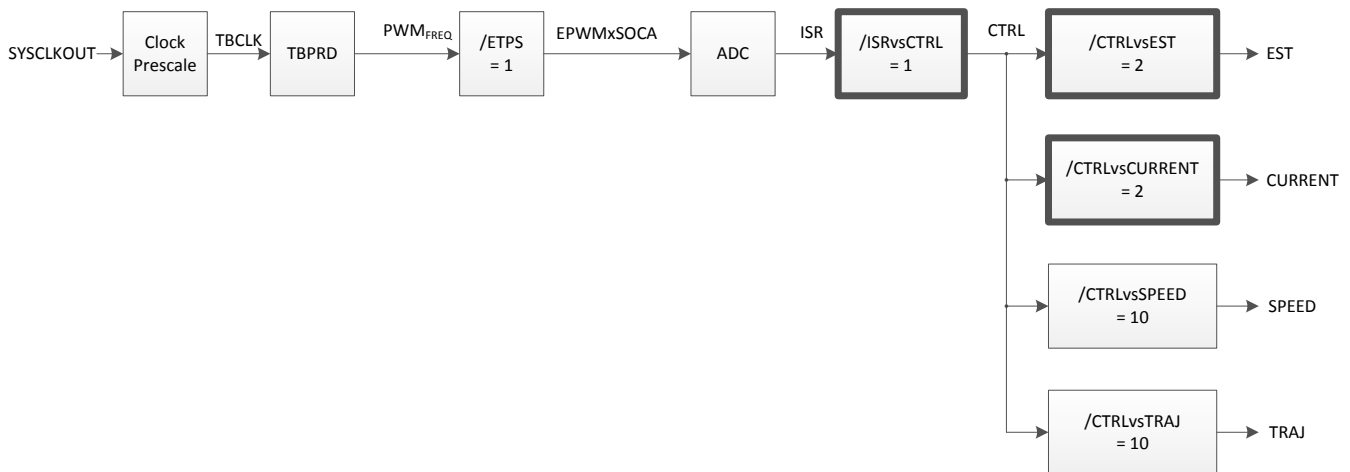 SYSCLKOUT
Clock
Prescale
TBCLK
TBPRD
PWMFREQ
/ETPS
= 1
EPWMxSOCA
ADC
ISR
/ISRvsCTRL
= 1
CTRL
/CTRLvsEST
= 2
EST
/CTRLvsCURRENT
= 2
CURRENT
/CTRLvsSPEED
= 10
SPEED
/CTRLvsTRAJ
= 10
TRAJ